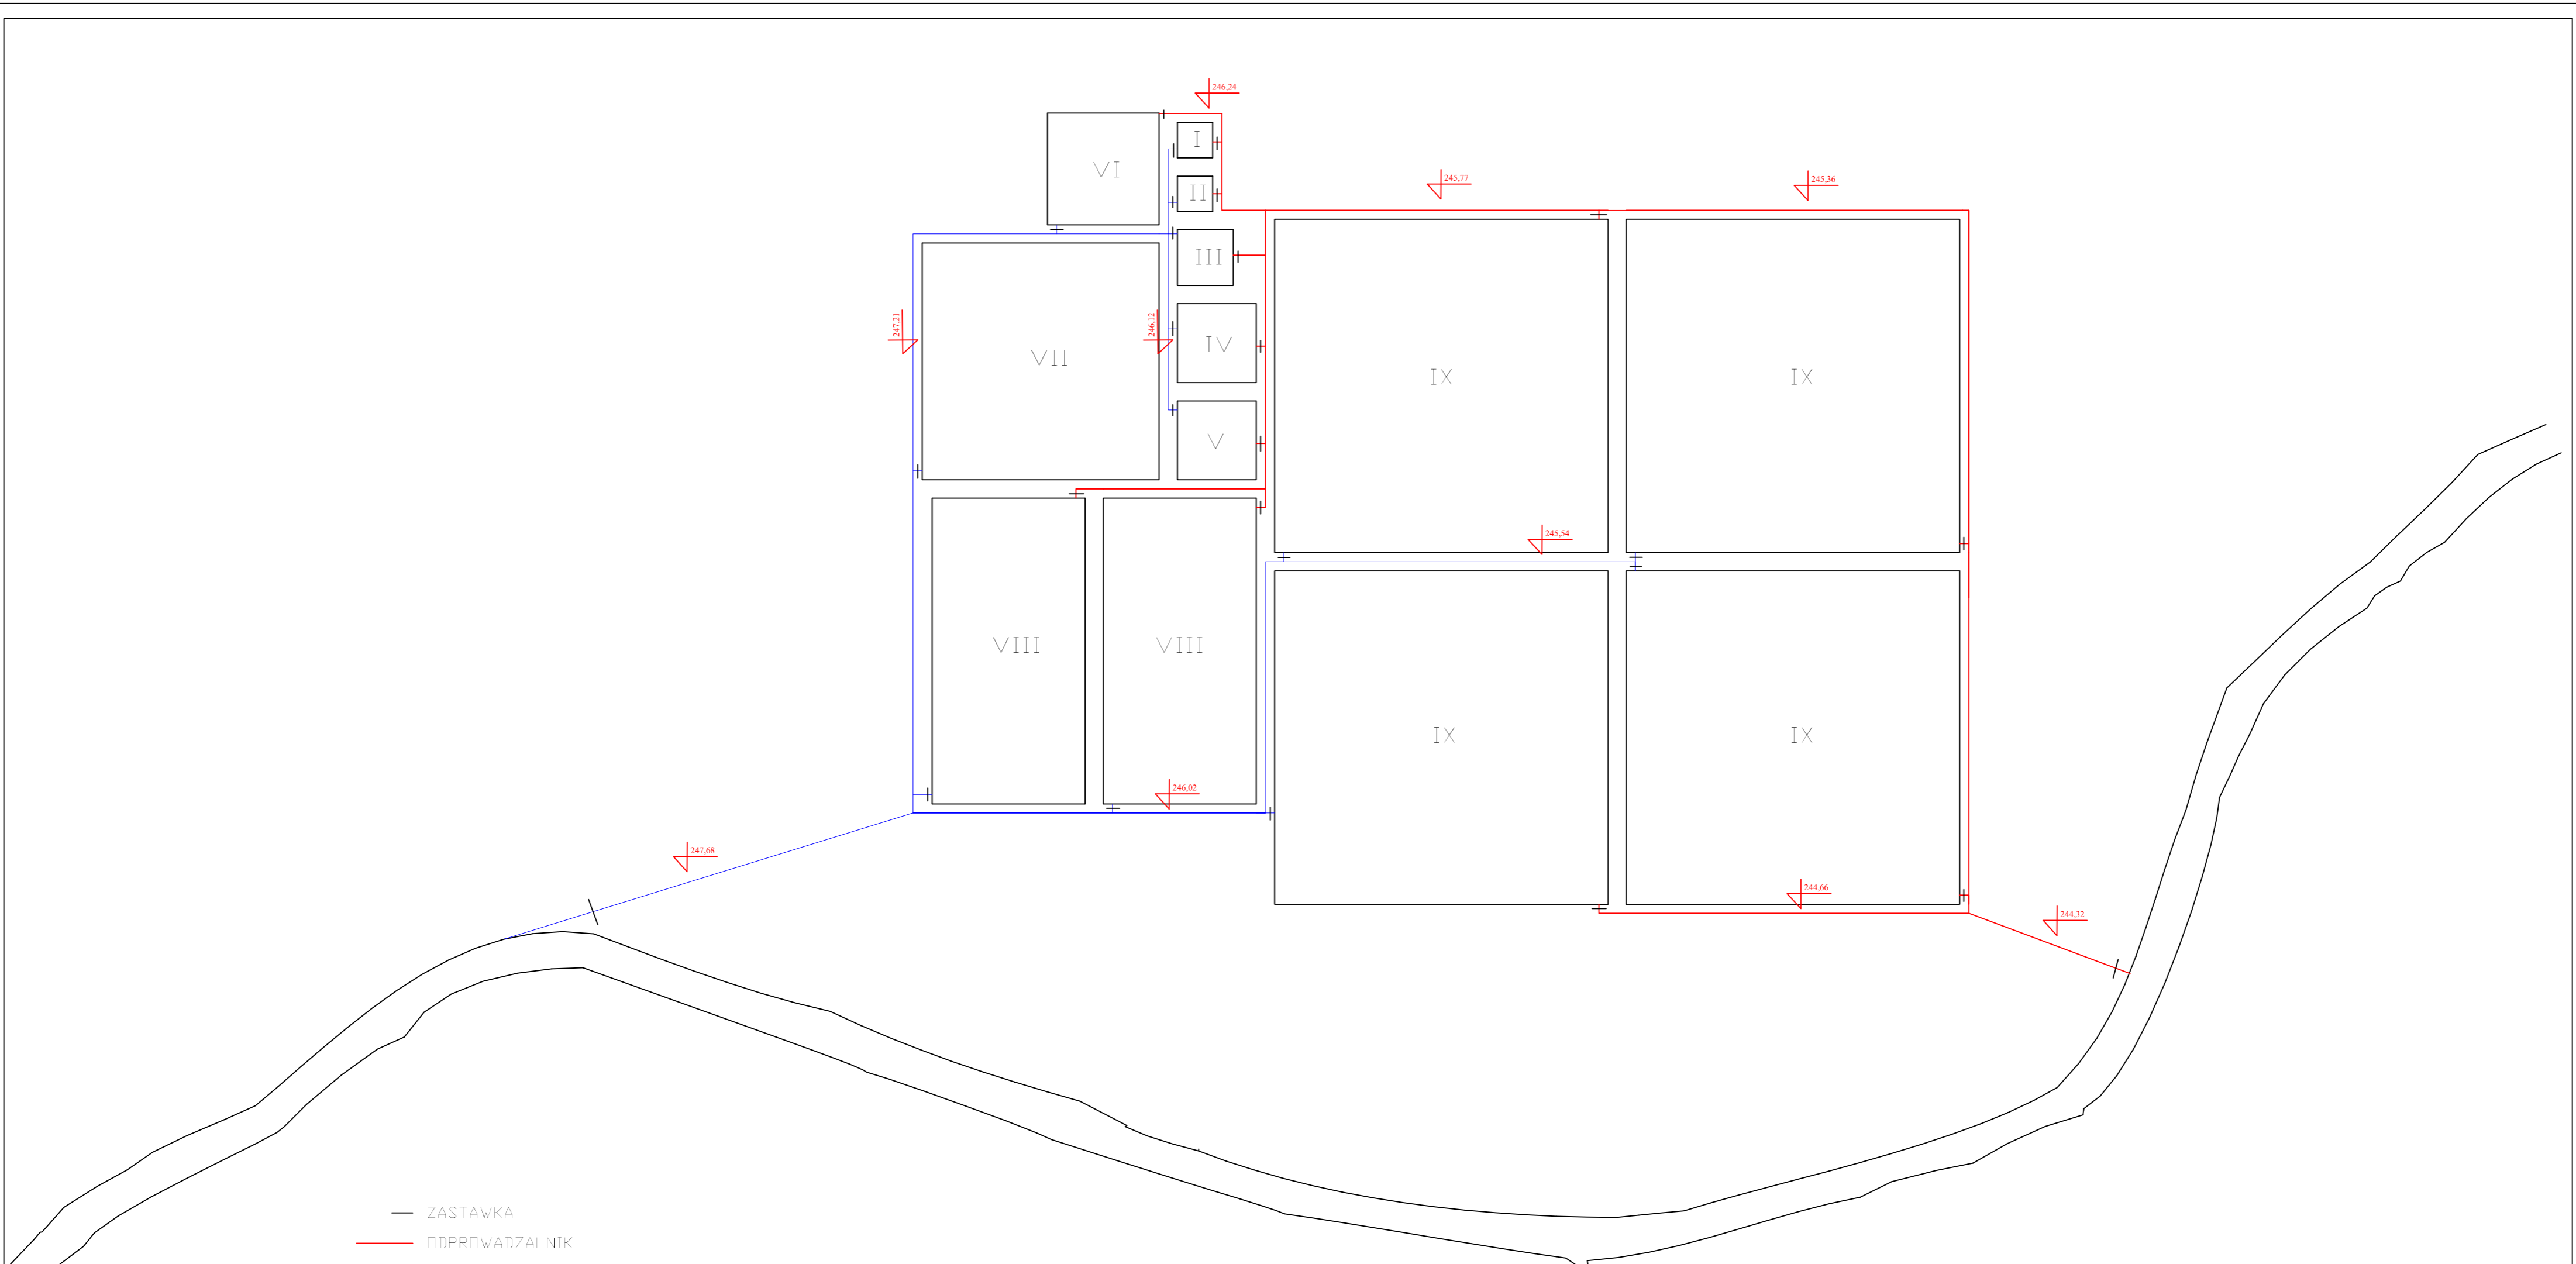 246,24
I
VI
245,77
245,36
II
III
247,21
246,12
IV
VII
IX
IX
V
245,54
VIII
VIII
IX
IX
246,02
247,68
244,66
244,32
ZASTAWKA
ODPROWADZALNIK